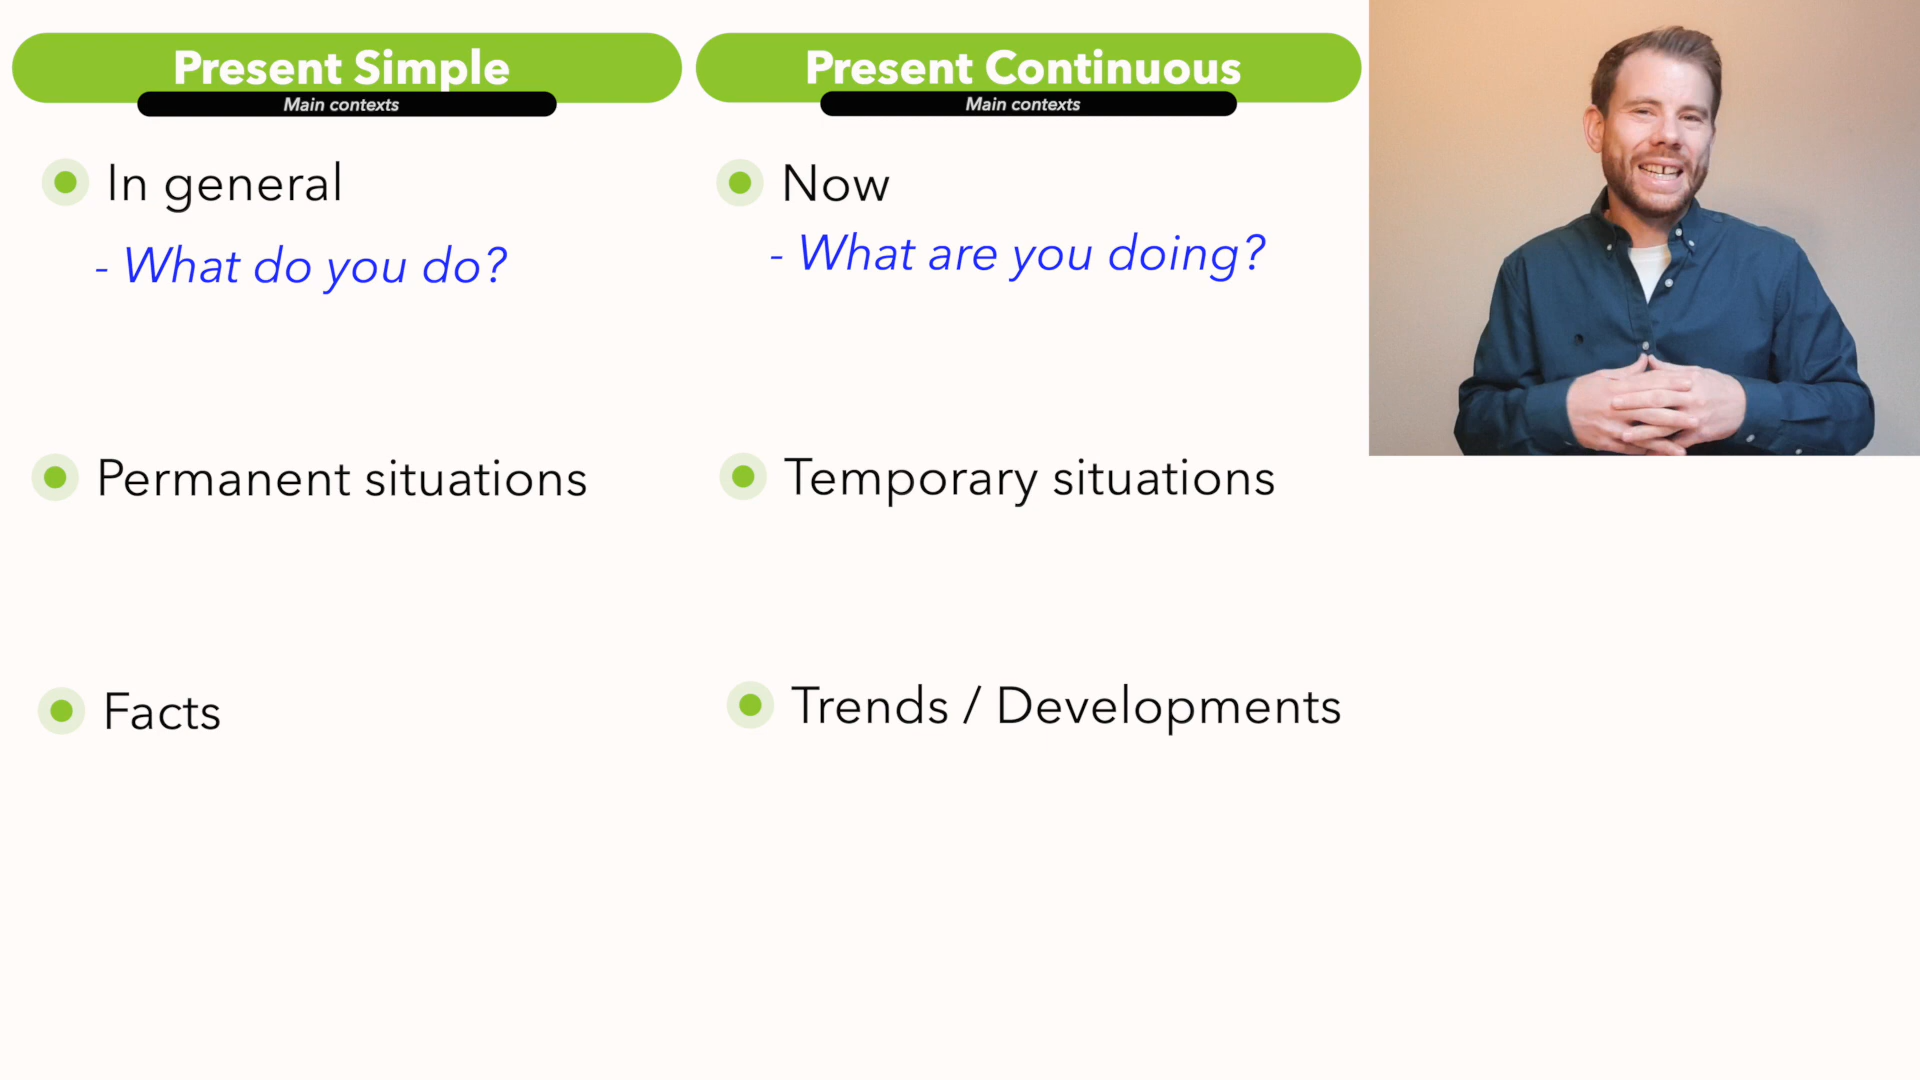 Present Simple
Main contexts
In general
- What do you do?
Permanent situations
Facts
Present Continuous
Main contexts
Now
- What are you doing?
Temporary situations
Trends / Developments